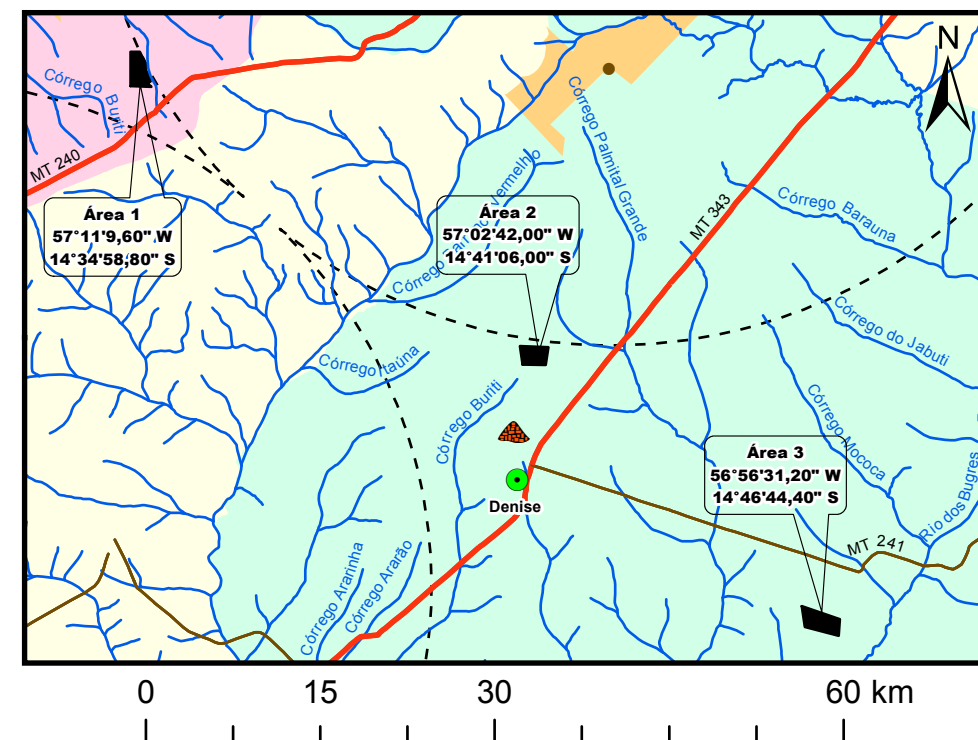 N
Córrego Buriti
MT 240
Área 1
57°11'9,60" W
14°34'58,80" S
Córrego Palmital Grande
Área 2
57°02'42,00" W
14°41'06,00" S
Vermelho
Córrego
MT 343
Córrego Barauna
Córrego do Jabuti
Córrego Itaúna
Córrego Buriti
Córrego Mococa
Área 3
56°56'31,20" W
14°46'44,40" S
Denise
Rio dos Bugres
MT 241
Córrego Ararinha
Córrego Ararão
0 15 30 60 km